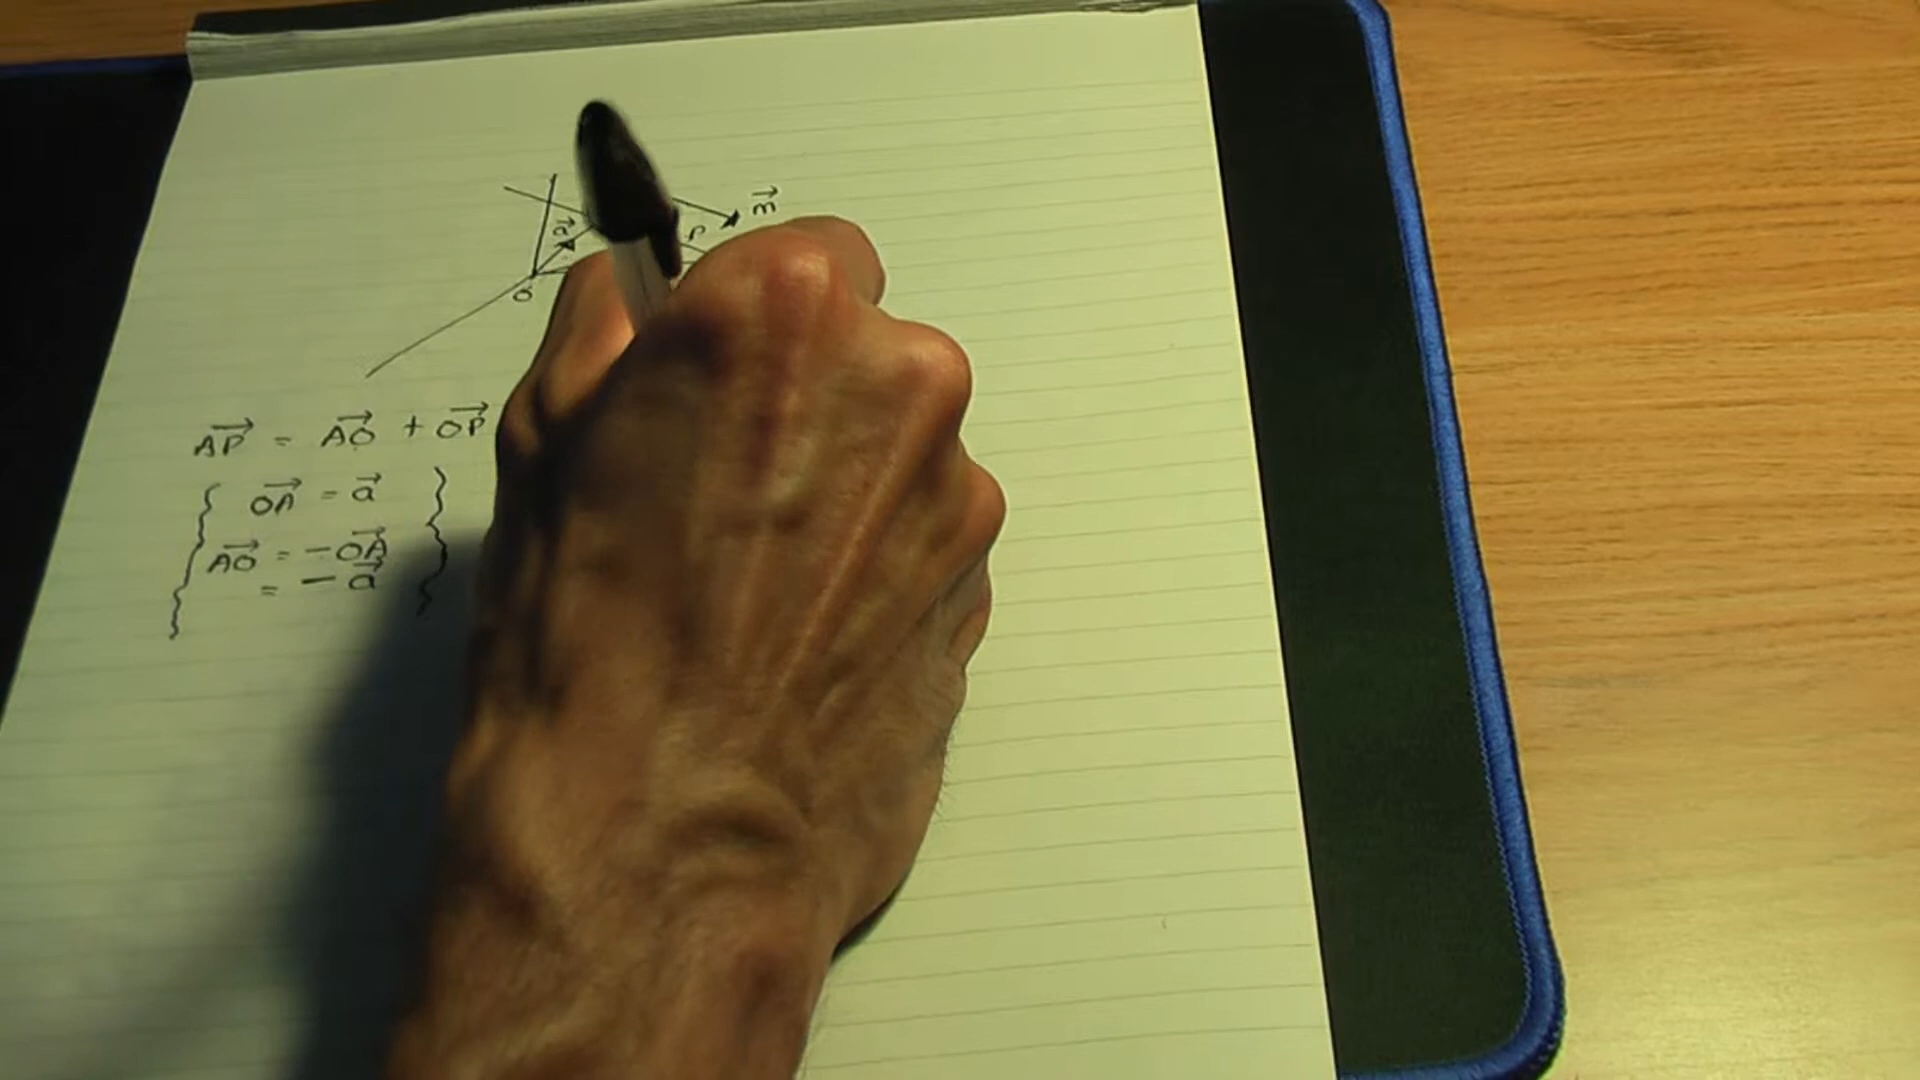 m⃗
a⃗
P
O
AP⃗ = AO⃗ + OP⃗
OA⃗ = a⃗
AO⃗ = -OA⃗
= - a⃗